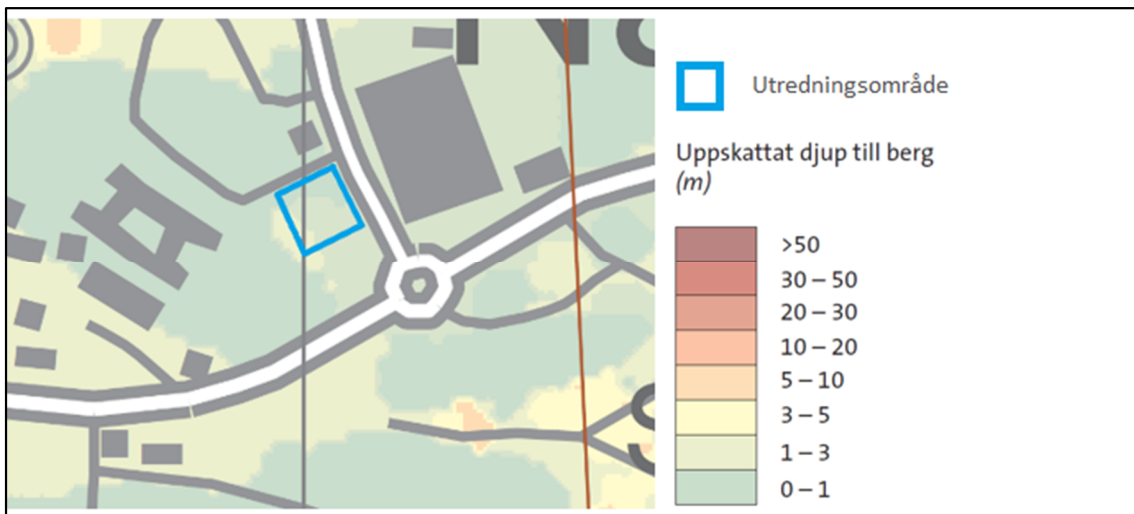 Utredningsområde
Uppskattat djup till berg
(m)
>50
30 – 50
20 – 30
10 – 20
5 – 10
3 – 5
1 – 3
0 – 1